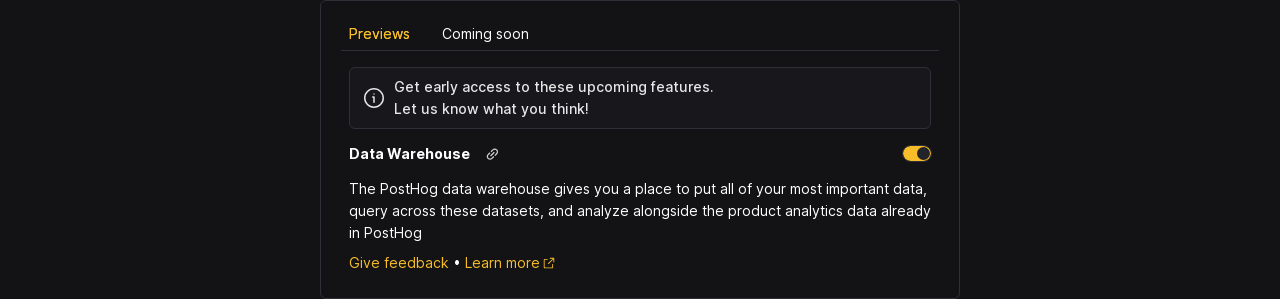 Previews Coming soon
Get early access to these upcoming features.
Let us know what you think!
Data Warehouse
The PostHog data warehouse gives you a place to put all of your most important data,
query across these datasets, and analyze alongside the product analytics data already
in PostHog
Give feedback • Learn more